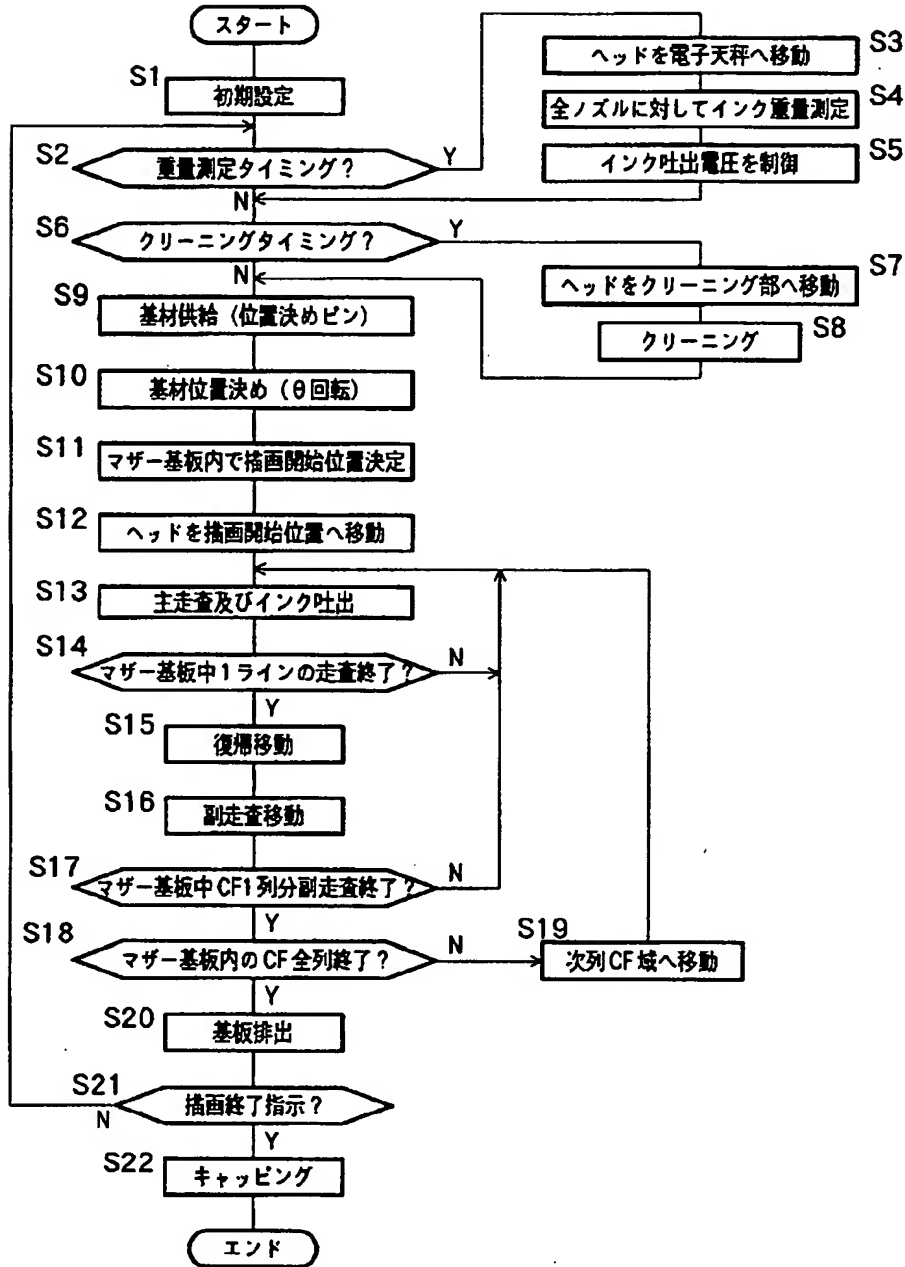 スタート
S1
初期設定
S2
重量測定タイミング?
Y
N
S3
ヘッドを電子天秤へ移動
S4
全ノズルに対してインク重量測定
S5
インク吐出電圧を制御
S6
クリーニングタイミング?
Y
N
S7
ヘッドをクリーニング部へ移動
S8
クリーニング
S9
基材供給(位置決めピン)
S10
基材位置決め(θ回転)
S11
マザー基板内で描画開始位置決定
S12
ヘッドを描画開始位置へ移動
S13
主走査及びインク吐出
S14
マザー基板中1ラインの走査終了?
N
Y
S15
復帰移動
S16
副走査移動
S17
マザー基板中CF1列分副走査終了?
N
Y
S18
マザー基板内のCF全列終了?
N
Y
S19
次列CF域へ移動
S20
基板排出
S21
描画終了指示?
N
Y
S22
キャッピング
エンド